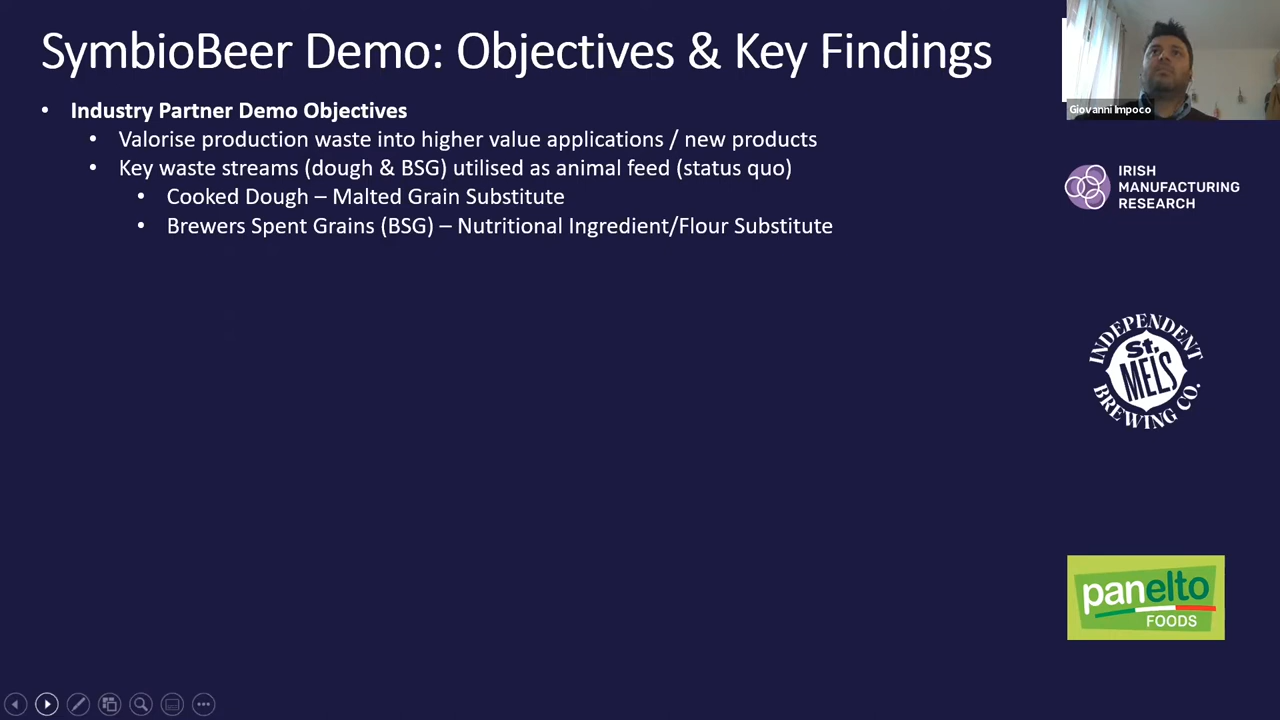 SymbioBeer Demo: Objectives & Key Findings
Giovanni Impoco
• Industry Partner Demo Objectives
• Valorise production waste into higher value applications / new products
• Key waste streams (dough & BSG) utilised as animal feed (status quo)
• Cooked Dough – Malted Grain Substitute
• Brewers Spent Grains (BSG) – Nutritional Ingredient/Flour Substitute
IRISH
MANUFACTURING
RESEARCH
INDEPENDENT
St.
MELS
BREWING CO.
panelto
FOODS